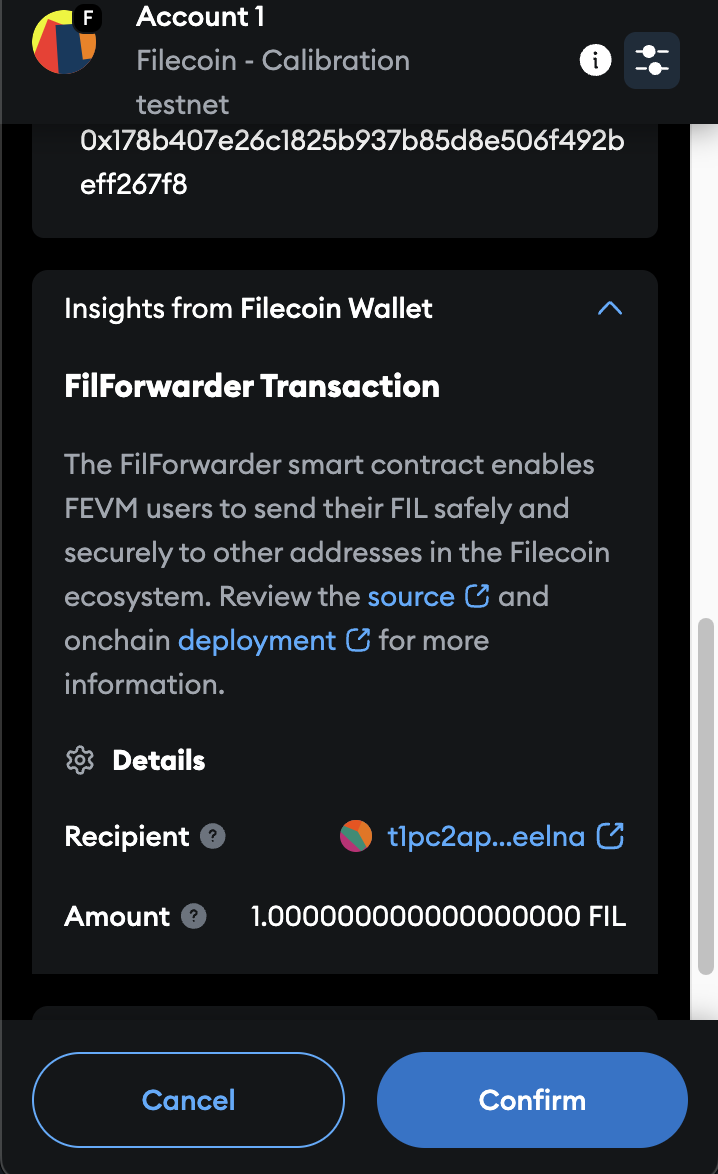 F
Account 1
Filecoin - Calibration
testnet
0x178b407e26c1825b937b85d8e506f492b
eff267f8
Insights from Filecoin Wallet
FilForwarder Transaction
The FilForwarder smart contract enables
FEVM users to send their FIL safely and
securely to other addresses in the Filecoin
ecosystem. Review the source and
onchain deployment for more
information.
Details
Recipient ? t1pc2ap...eelna
Amount ? 1.000000000000000000 FIL
Cancel Confirm